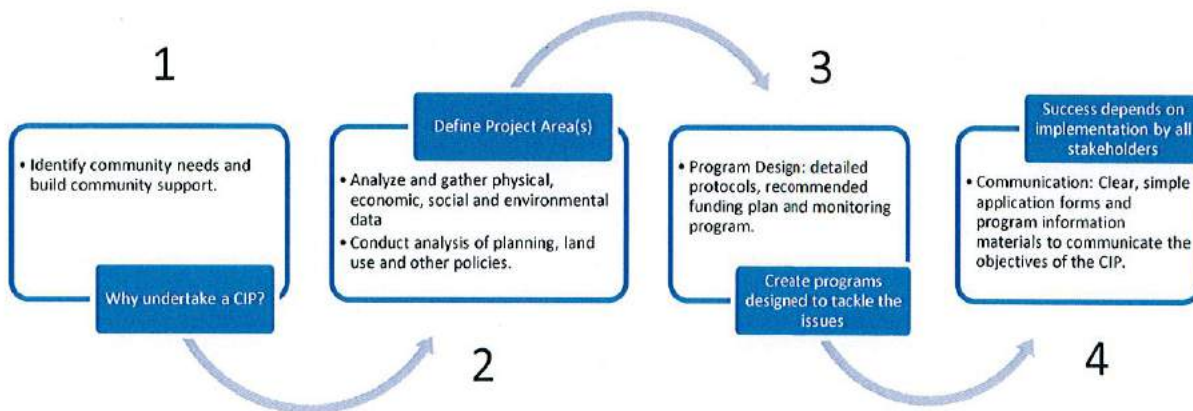 1
• Identify community needs and
build community support.
Why undertake a CIP?
Define Project Area(s)
• Analyze and gather physical,
economic, social and environmental
data
• Conduct analysis of planning, land
use and other policies.
2
3
• Program Design: detailed
protocols, recommended
funding plan and monitoring
program.
Create programs
designed to tackle the
issues
Success depends on
implementation by all
stakeholders
• Communication: Clear, simple
application forms and
program information
materials to communicate the
objectives of the CIP.
4